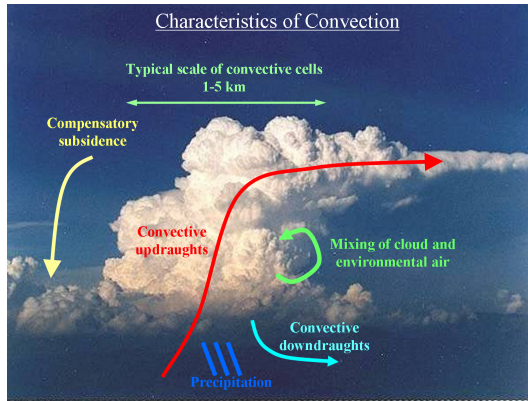 Characteristics of Convection
Typical scale of convective cells
1-5 km
Compensatory
subsidence
Convective
updraughts
Mixing of cloud and
environmental air
Convective
downdraughts
Precipitation